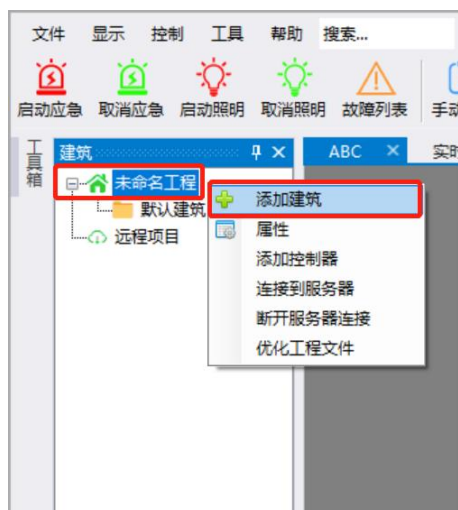 文件 显示 控制 工具 帮助 搜索...
启动应急 取消应急 启动照明 取消照明 故障列表 手动
工具箱
建筑
ABC
实时
未命名工程
默认建筑
远程项目
添加建筑
属性
添加控制器
连接到服务器
断开服务器连接
优化工程文件